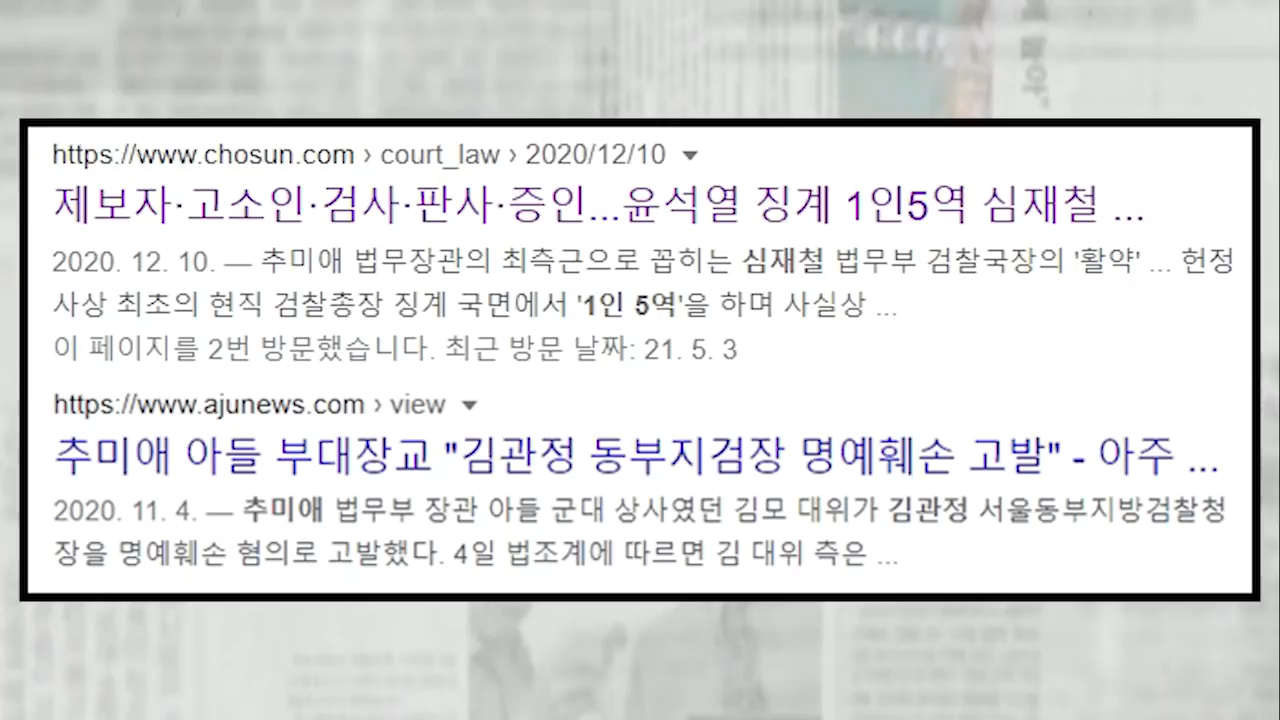 https://www.chosun.com › court_law › 2020/12/10
제보자·고소인·검사·판사·증인...윤석열 징계 1인5역 심재철 ...
2020. 12. 10. — 추미애 법무장관의 최측근으로 꼽히는 심재철 법무부 검찰국장의 '활약' ... 헌정
사상 최초의 현직 검찰총장 징계 국면에서 '1인 5역'을 하며 사실상 ...
이 페이지를 2번 방문했습니다. 최근 방문 날짜: 21. 5. 3
https://www.ajunews.com › view
추미애 아들 부대장교 "김관정 동부지검장 명예훼손 고발" - 아주 ...
2020. 11. 4. — 추미애 법무부 장관 아들 군대 상사였던 김모 대위가 김관정 서울동부지방검찰청
장을 명예훼손 혐의로 고발했다. 4일 법조계에 따르면 김 대위 측은 ...